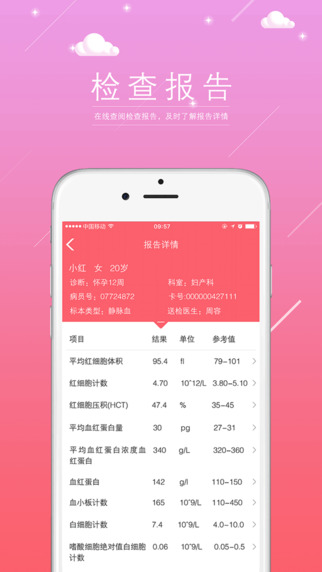 检查报告
在线查阅检查报告，及时了解报告详情
中国移动 09:57
报告详情
小红 女 20岁
诊断：怀孕12周 科室：妇产科
病员号：07724872 卡号:000000427111
标本类型：静脉血 送检医生：周容
项目 结果 单位 参考值
平均红细胞体积 95.4 fl 79-101
红细胞计数 4.70 10^12/L 3.80-5.10
红细胞压积(HCT) 47.4 % 35-45
平均血红蛋白量 30 pg 27-31
平均血红蛋白浓度血 340 g/L 320-360
红蛋白
血红蛋白 142 g/l 110-150
血小板计数 165 10^9/L 110-450
白细胞计数 7.4 10^9/L 4.0-10.0
嗜酸细胞绝对值白细胞 0.06 10^9/L 0.05-0.5
计数